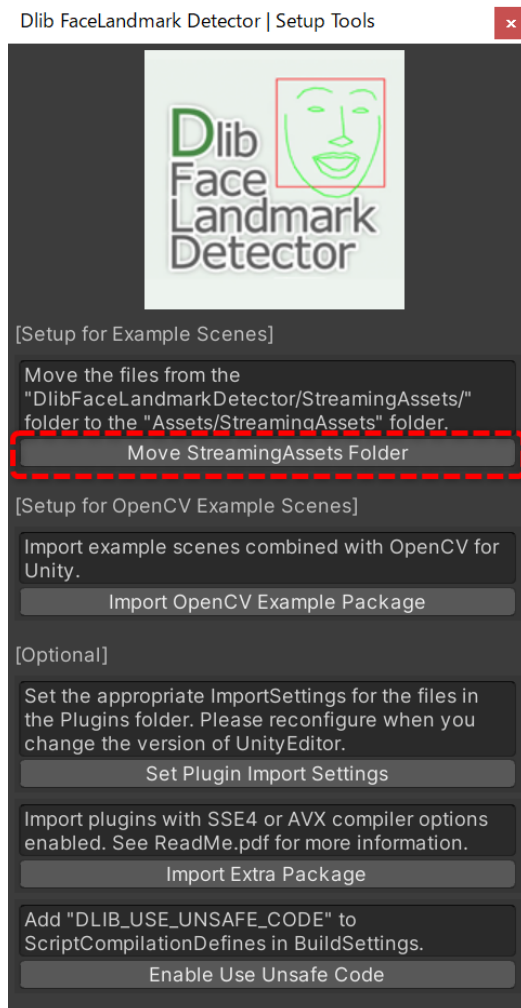 Dlib FaceLandmark Detector | Setup Tools
x
Dlib
Face
Landmark
Detector
[Setup for Example Scenes]
Move the files from the
"DlibFaceLandmarkDetector/StreamingAssets/"
folder to the "Assets/StreamingAssets" folder.
Move StreamingAssets Folder
[Setup for OpenCV Example Scenes]
Import example scenes combined with OpenCV for
Unity.
Import OpenCV Example Package
[Optional]
Set the appropriate ImportSettings for the files in
the Plugins folder. Please reconfigure when you
change the version of UnityEditor.
Set Plugin Import Settings
Import plugins with SSE4 or AVX compiler options
enabled. See ReadMe.pdf for more information.
Import Extra Package
Add "DLIB_USE_UNSAFE_CODE" to
ScriptCompilationDefines in BuildSettings.
Enable Use Unsafe Code